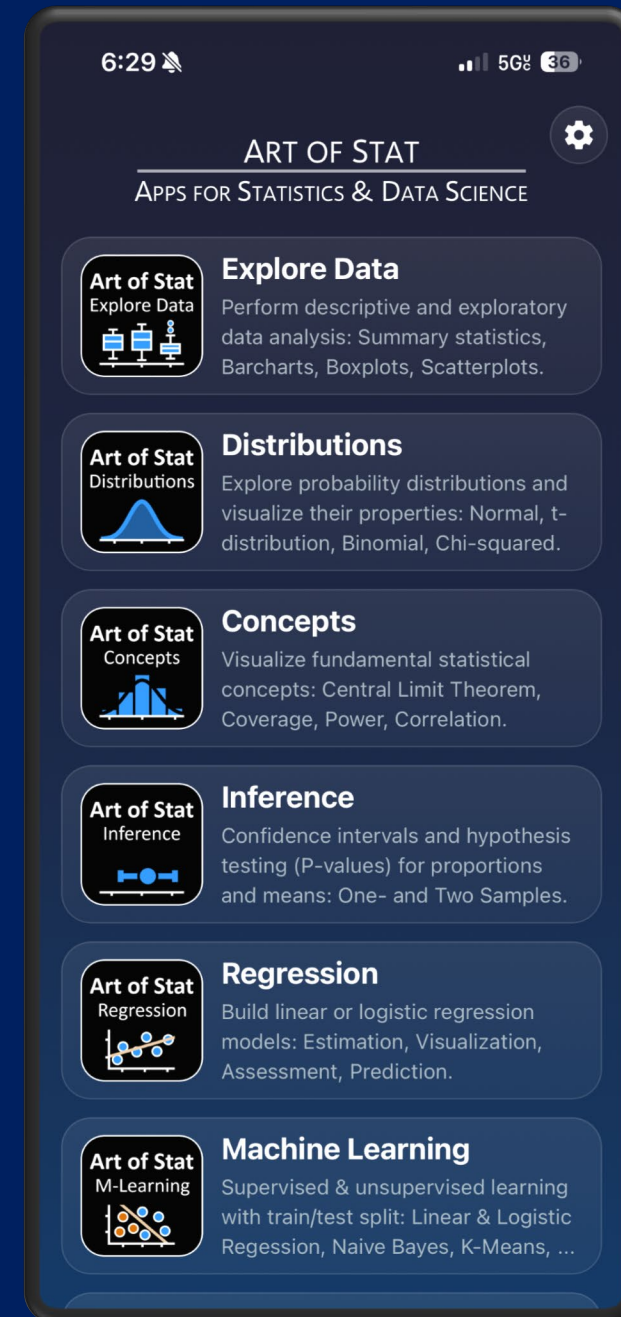 6:29
5G UC 36
ART OF STAT
APPS FOR STATISTICS & DATA SCIENCE
Art of Stat
Explore Data
Explore Data
Perform descriptive and exploratory
data analysis: Summary statistics,
Barcharts, Boxplots, Scatterplots.
Art of Stat
Distributions
Distributions
Explore probability distributions and
visualize their properties: Normal, t-
distribution, Binomial, Chi-squared.
Art of Stat
Concepts
Concepts
Visualize fundamental statistical
concepts: Central Limit Theorem,
Coverage, Power, Correlation.
Art of Stat
Inference
Inference
Confidence intervals and hypothesis
testing (P-values) for proportions
and means: One- and Two Samples.
Art of Stat
Regression
Regression
Build linear or logistic regression
models: Estimation, Visualization,
Assessment, Prediction.
Art of Stat
M-Learning
Machine Learning
Supervised & unsupervised learning
with train/test split: Linear & Logistic
Regession, Naive Bayes, K-Means, ...